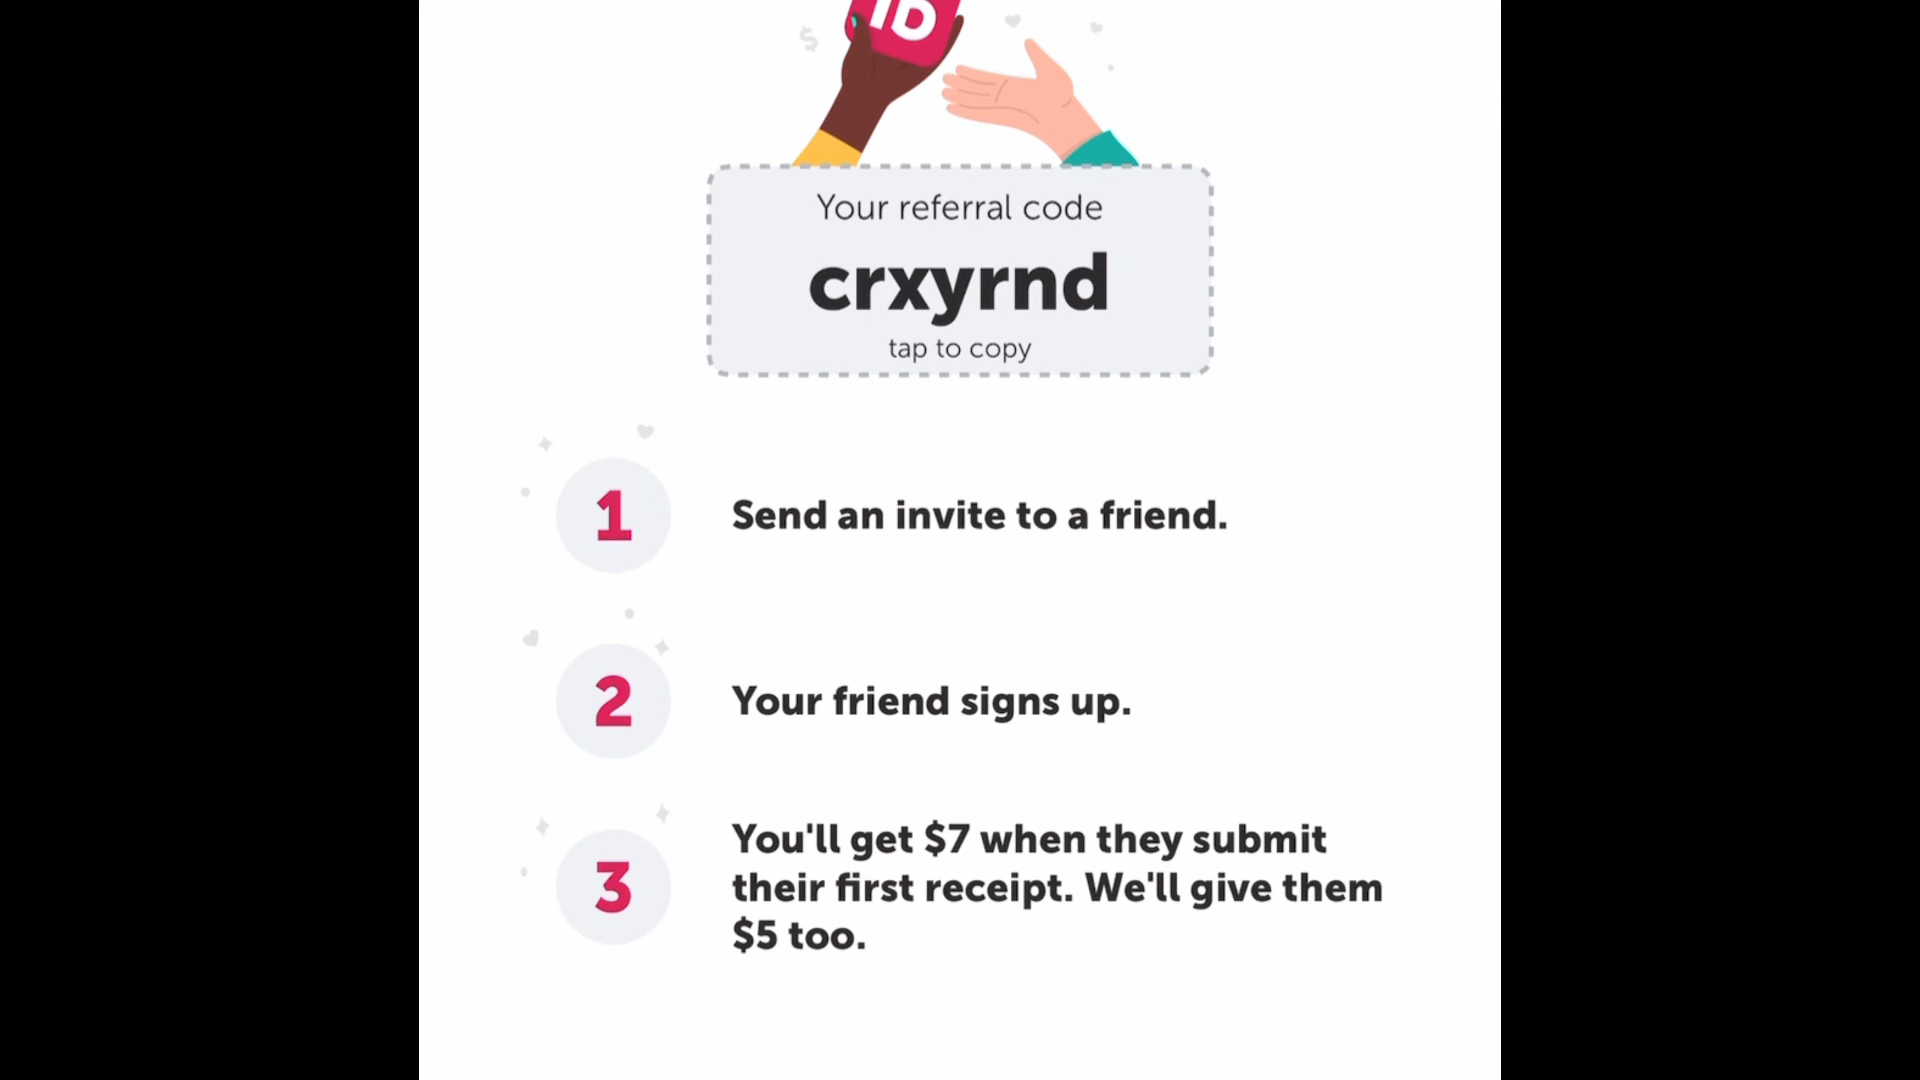 ID
Your referral code
crxyrnd
tap to copy
1
Send an invite to a friend.
2
Your friend signs up.
3
You'll get $7 when they submit
their first receipt. We'll give them
$5 too.